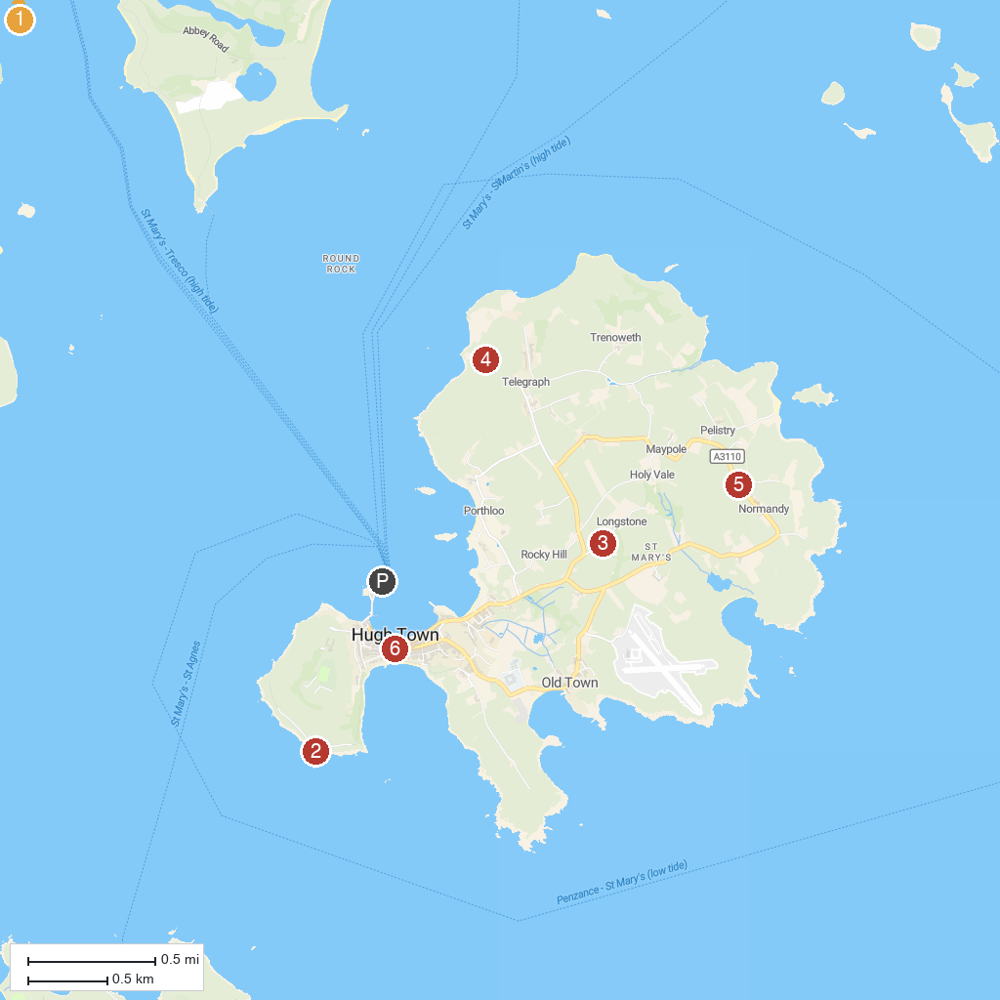 1
Abbey Road
St Mary's - St Martin's (high tide)
St Mary's - Tresco (high tide)
ROUND
ROCK
Trenoweth
4
Telegraph
Pelistry
Maypole
A3110
Holy Vale
5
Porthloo
Normandy
Longstone
3
ST
MARY'S
Rocky Hill
P
Hugh Town
6
St Mary's - St Agnes
Old Town
2
Penzance - St Mary's (low tide)
0.5 mi
0.5 km